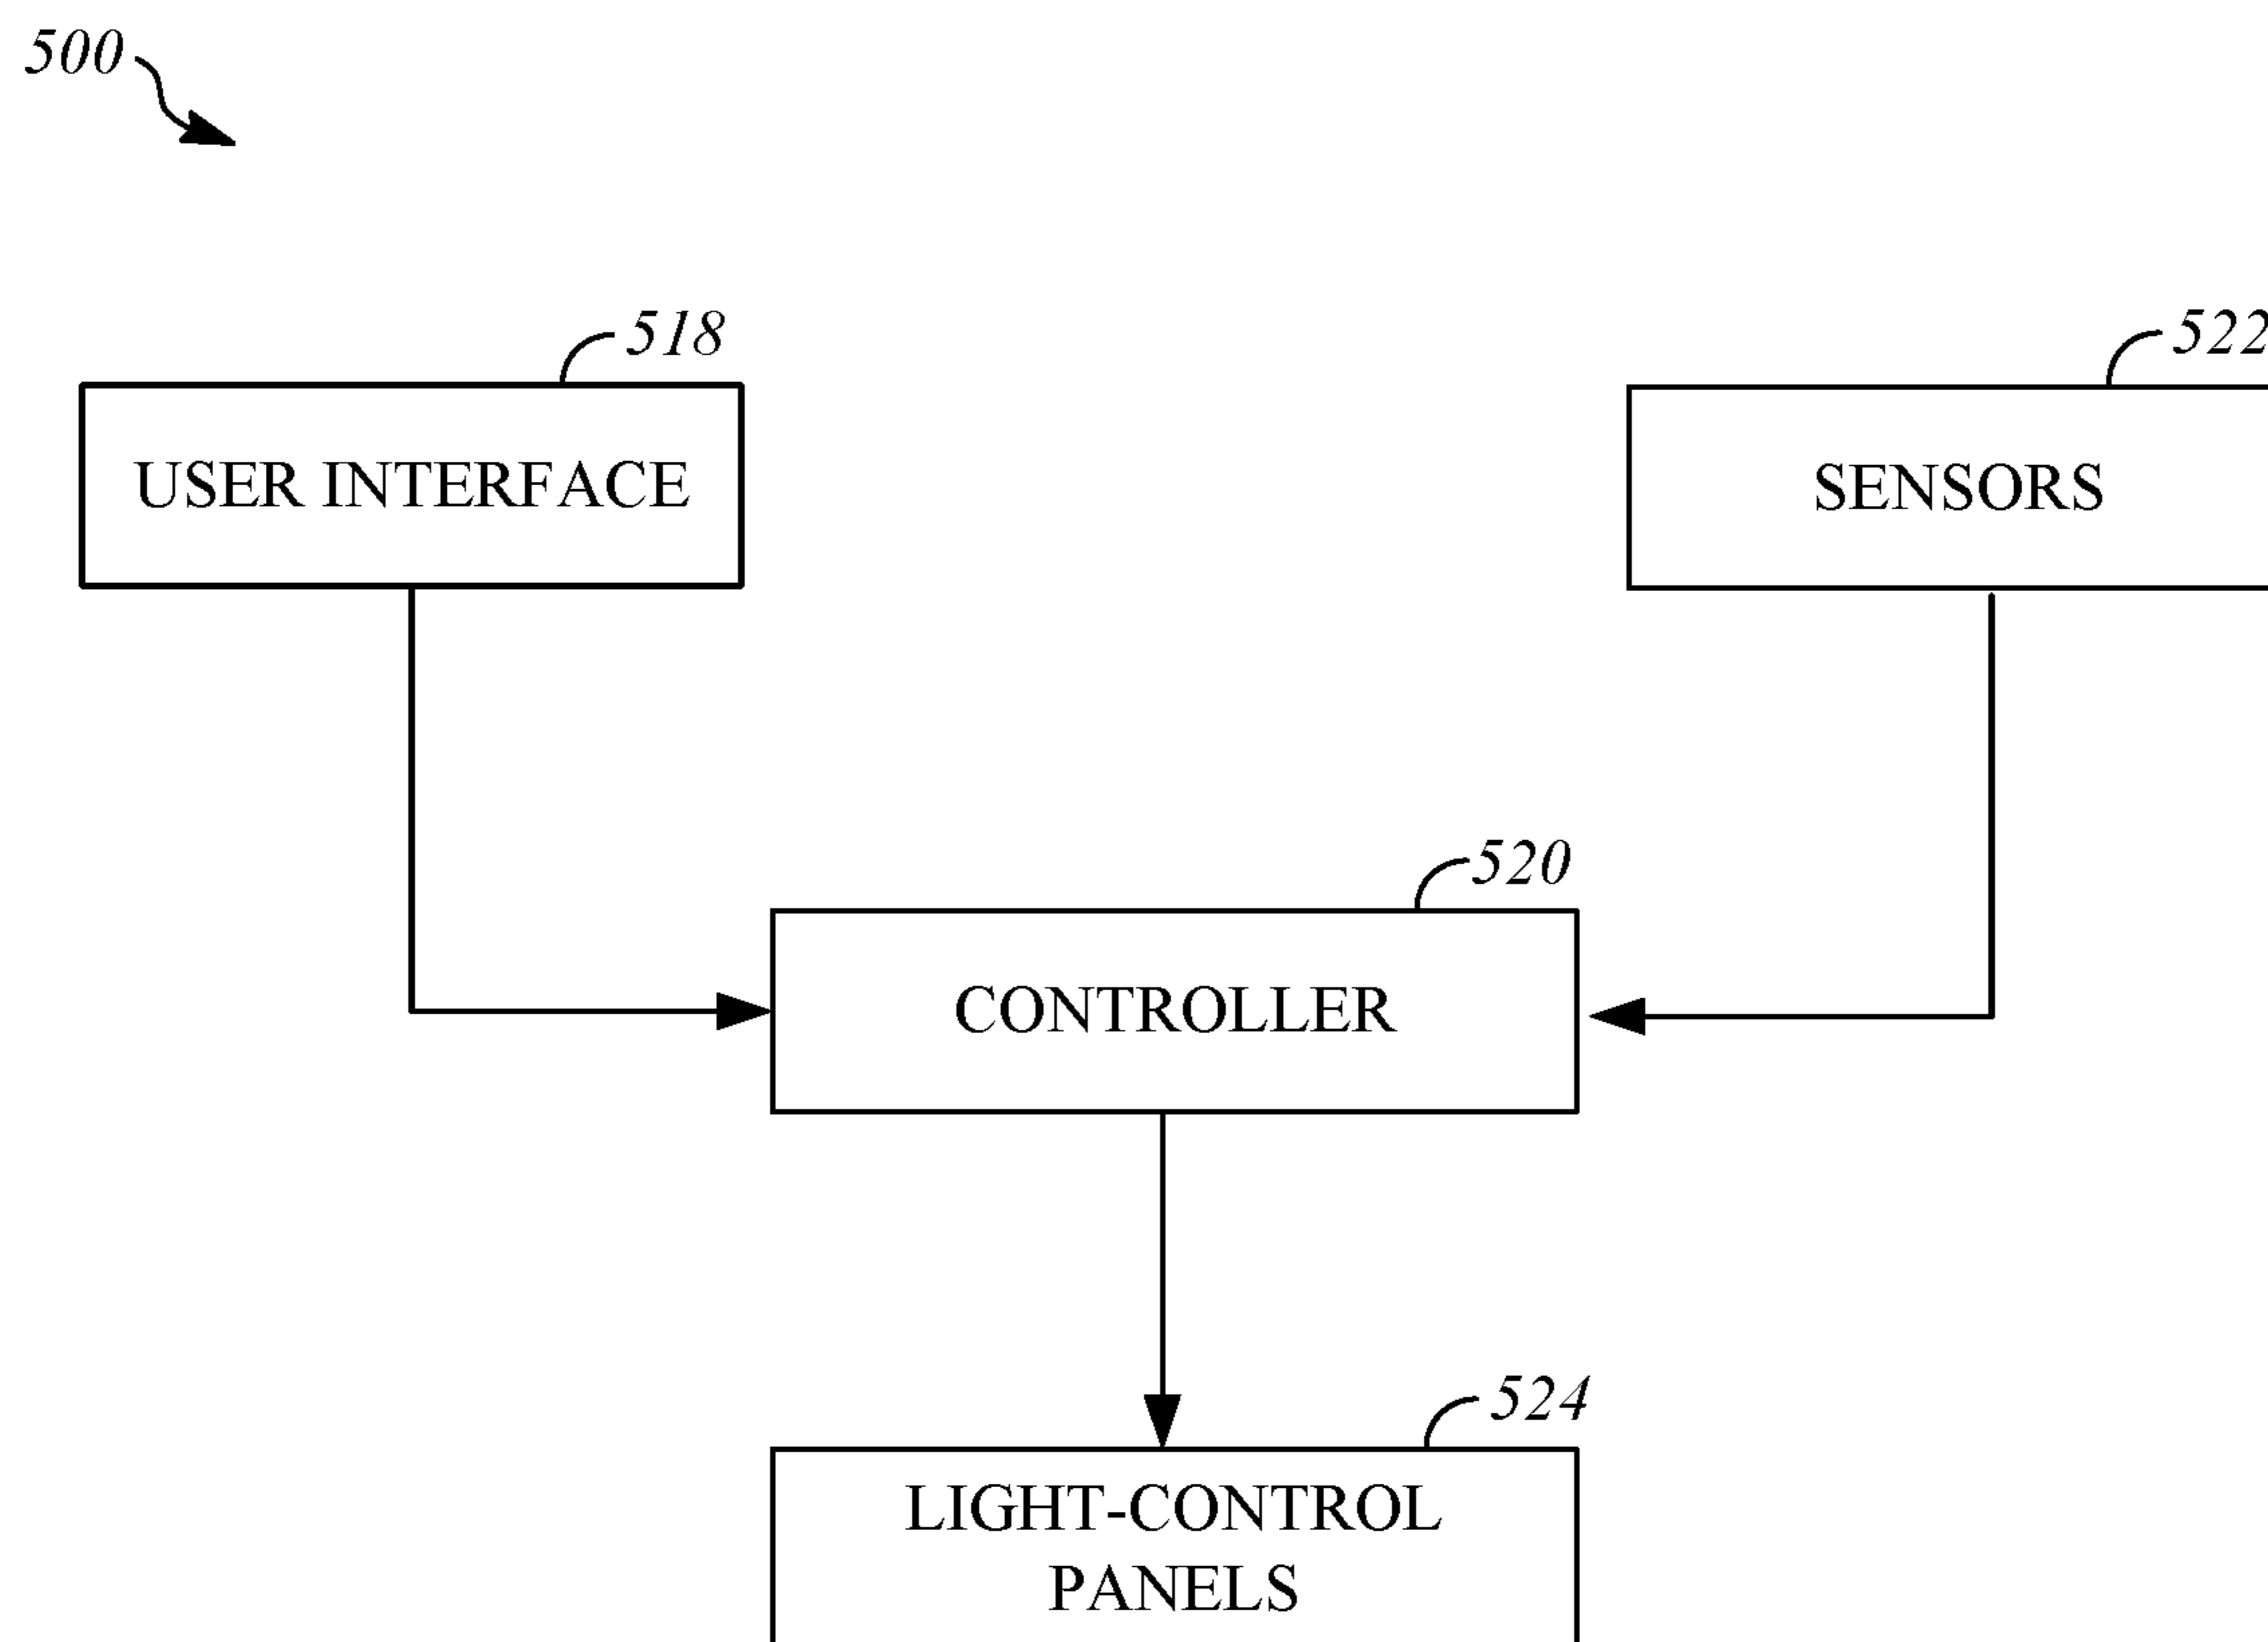 500
518
522
USER INTERFACE
SENSORS
520
CONTROLLER
524
LIGHT-CONTROL
PANELS